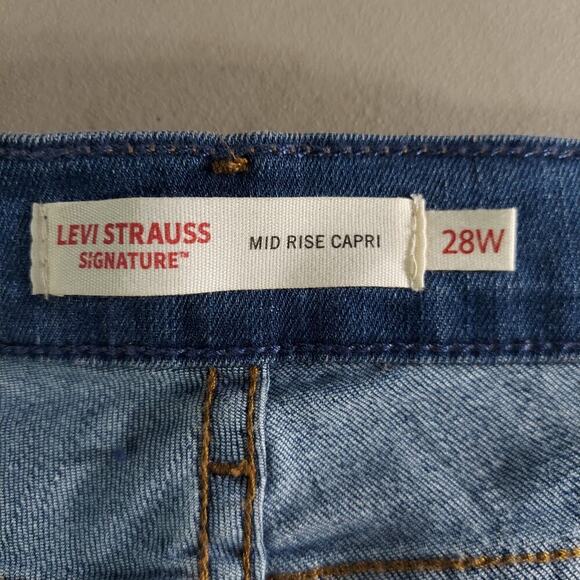 LEVI STRAUSS
SIGNATURE™
MID RISE CAPRI
28W